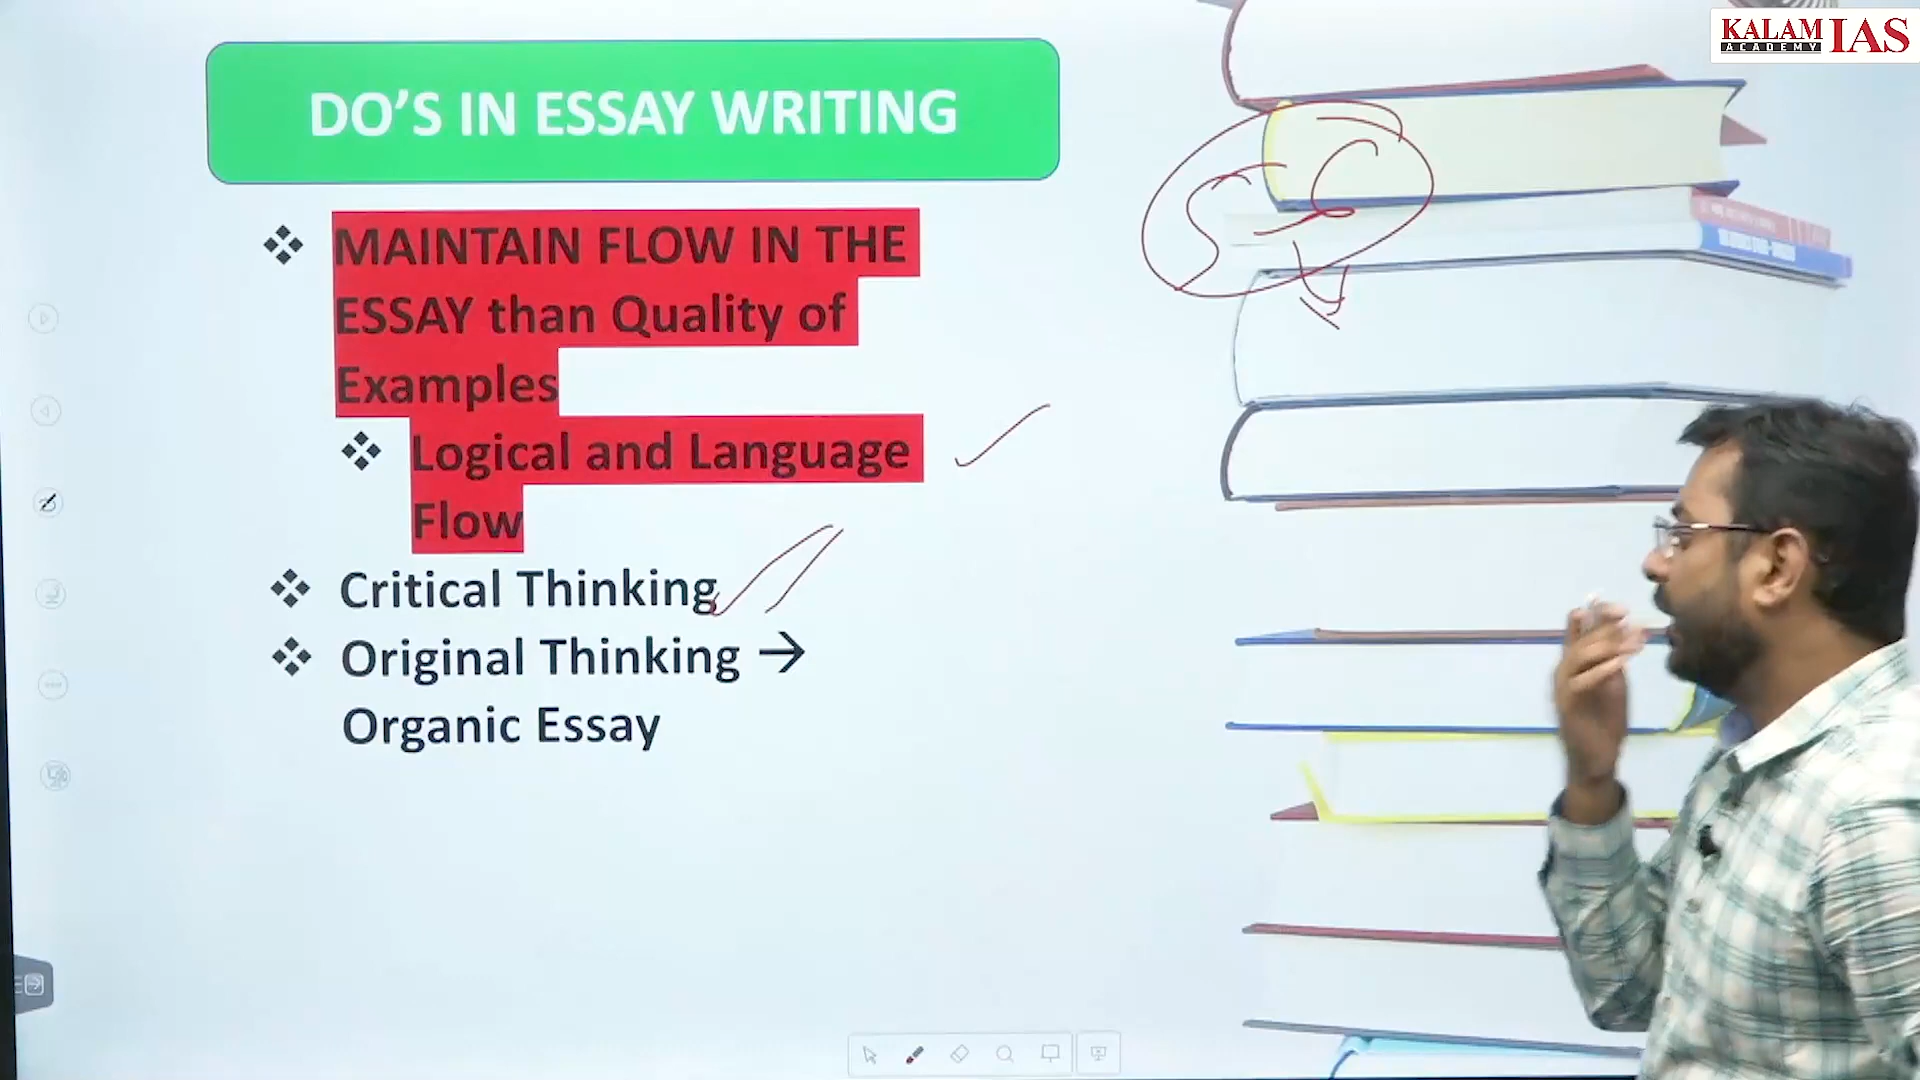 KALAM
ACADEMY
IAS
DO'S IN ESSAY WRITING
MAINTAIN FLOW IN THE
ESSAY than Quality of
Examples
Logical and Language
Flow
Critical Thinking
Original Thinking →
Organic Essay